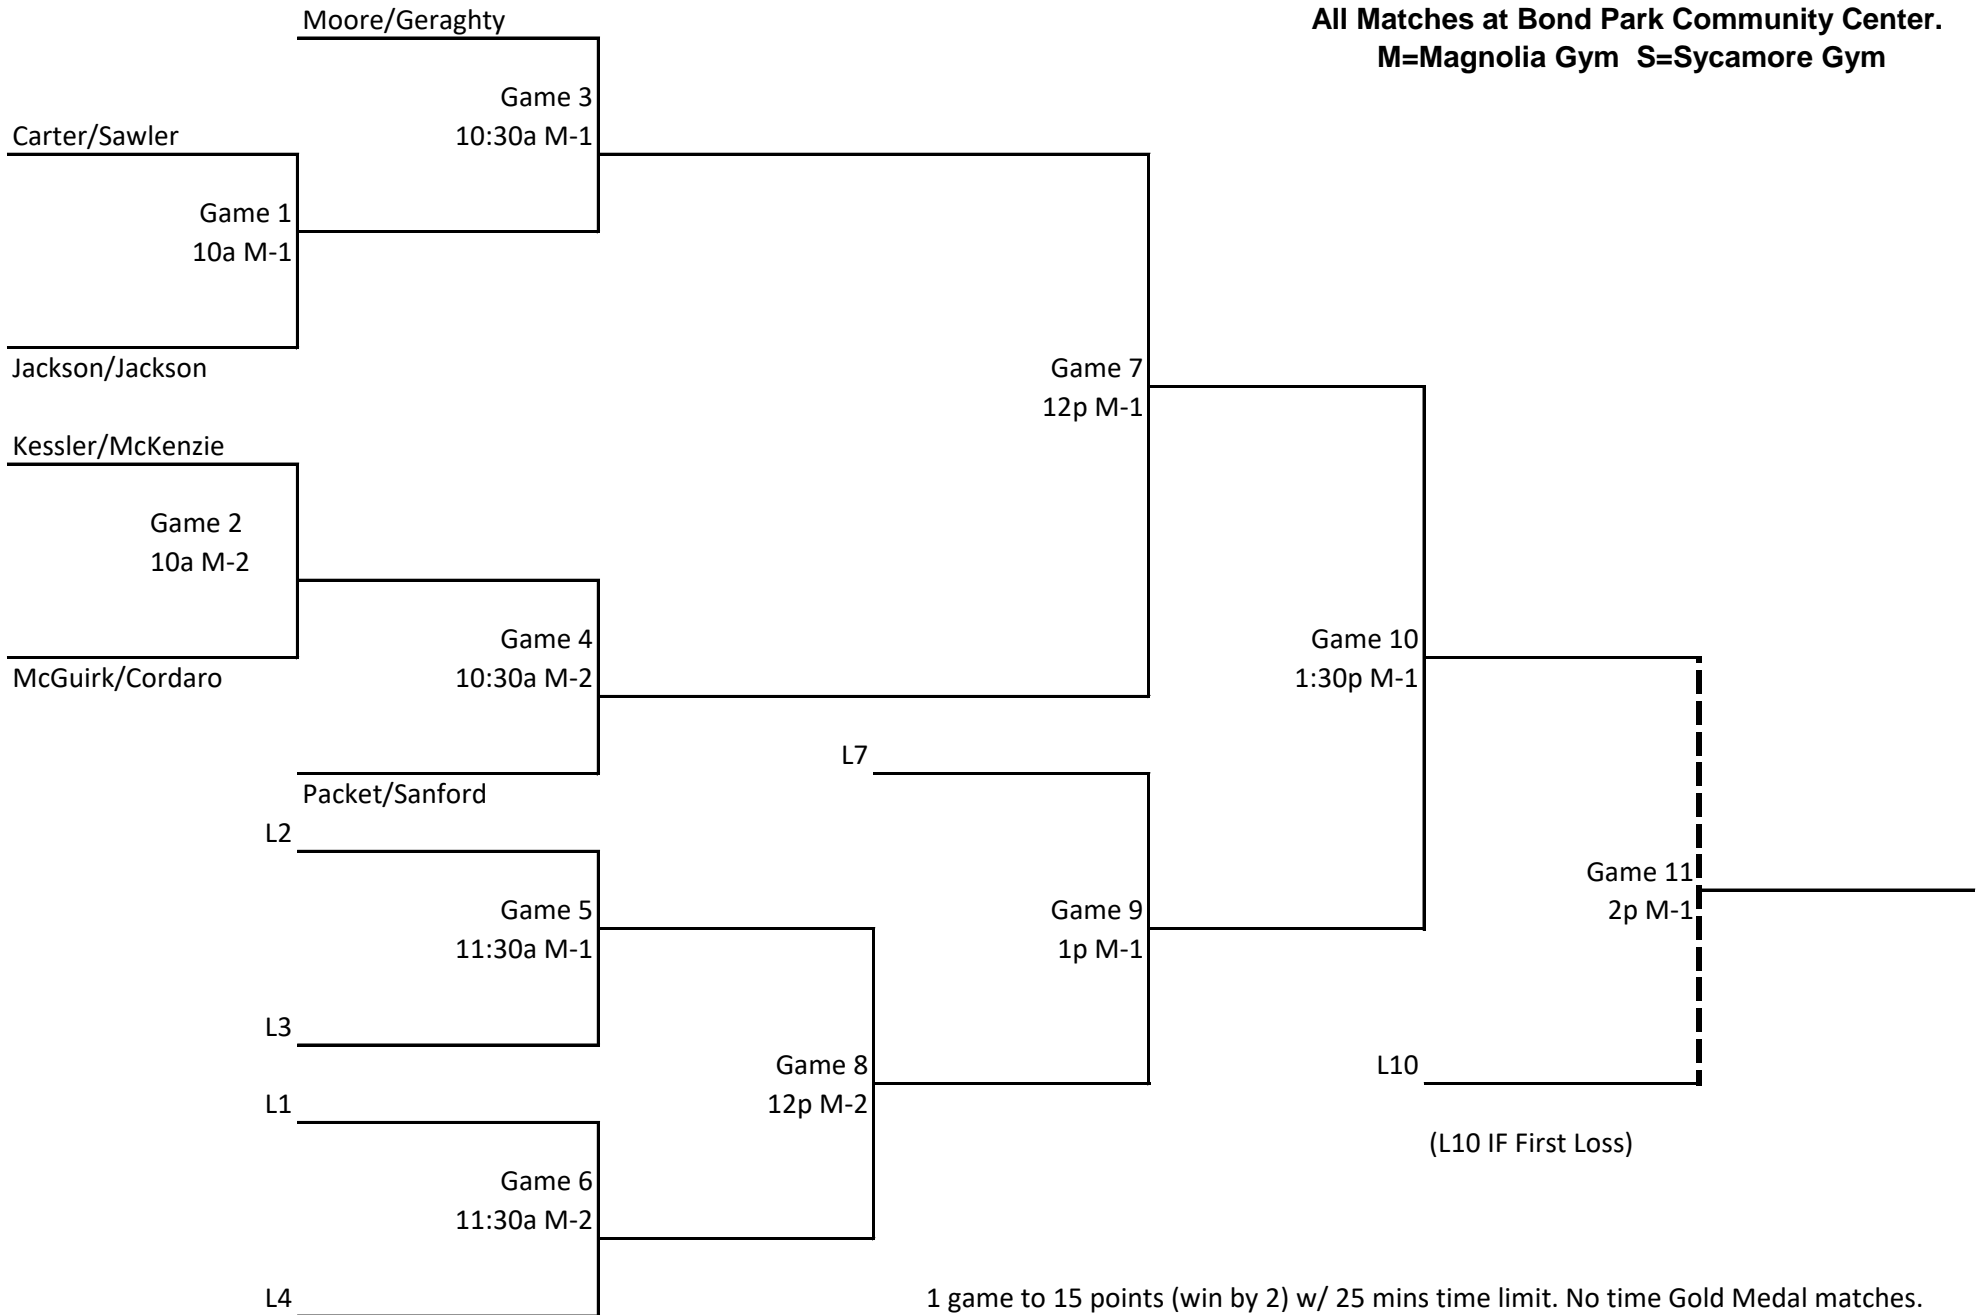 Moore/Geraghty
All Matches at Bond Park Community Center.
M=Magnolia Gym  S=Sycamore Gym
Game 3
10:30a M-1
Carter/Sawler
Game 1
10a M-1
Jackson/Jackson
Game 7
12p M-1
Kessler/McKenzie
Game 2
10a M-2
Game 4
10:30a M-2
McGuirk/Cordaro
Game 10
1:30p M-1
L7
Packet/Sanford
L2
Game 5
11:30a M-1
Game 9
1p M-1
Game 11
2p M-1
L3
Game 8
12p M-2
L10
L1
(L10 IF First Loss)
Game 6
11:30a M-2
L4
1 game to 15 points (win by 2) w/ 25 mins time limit. No time Gold Medal matches.